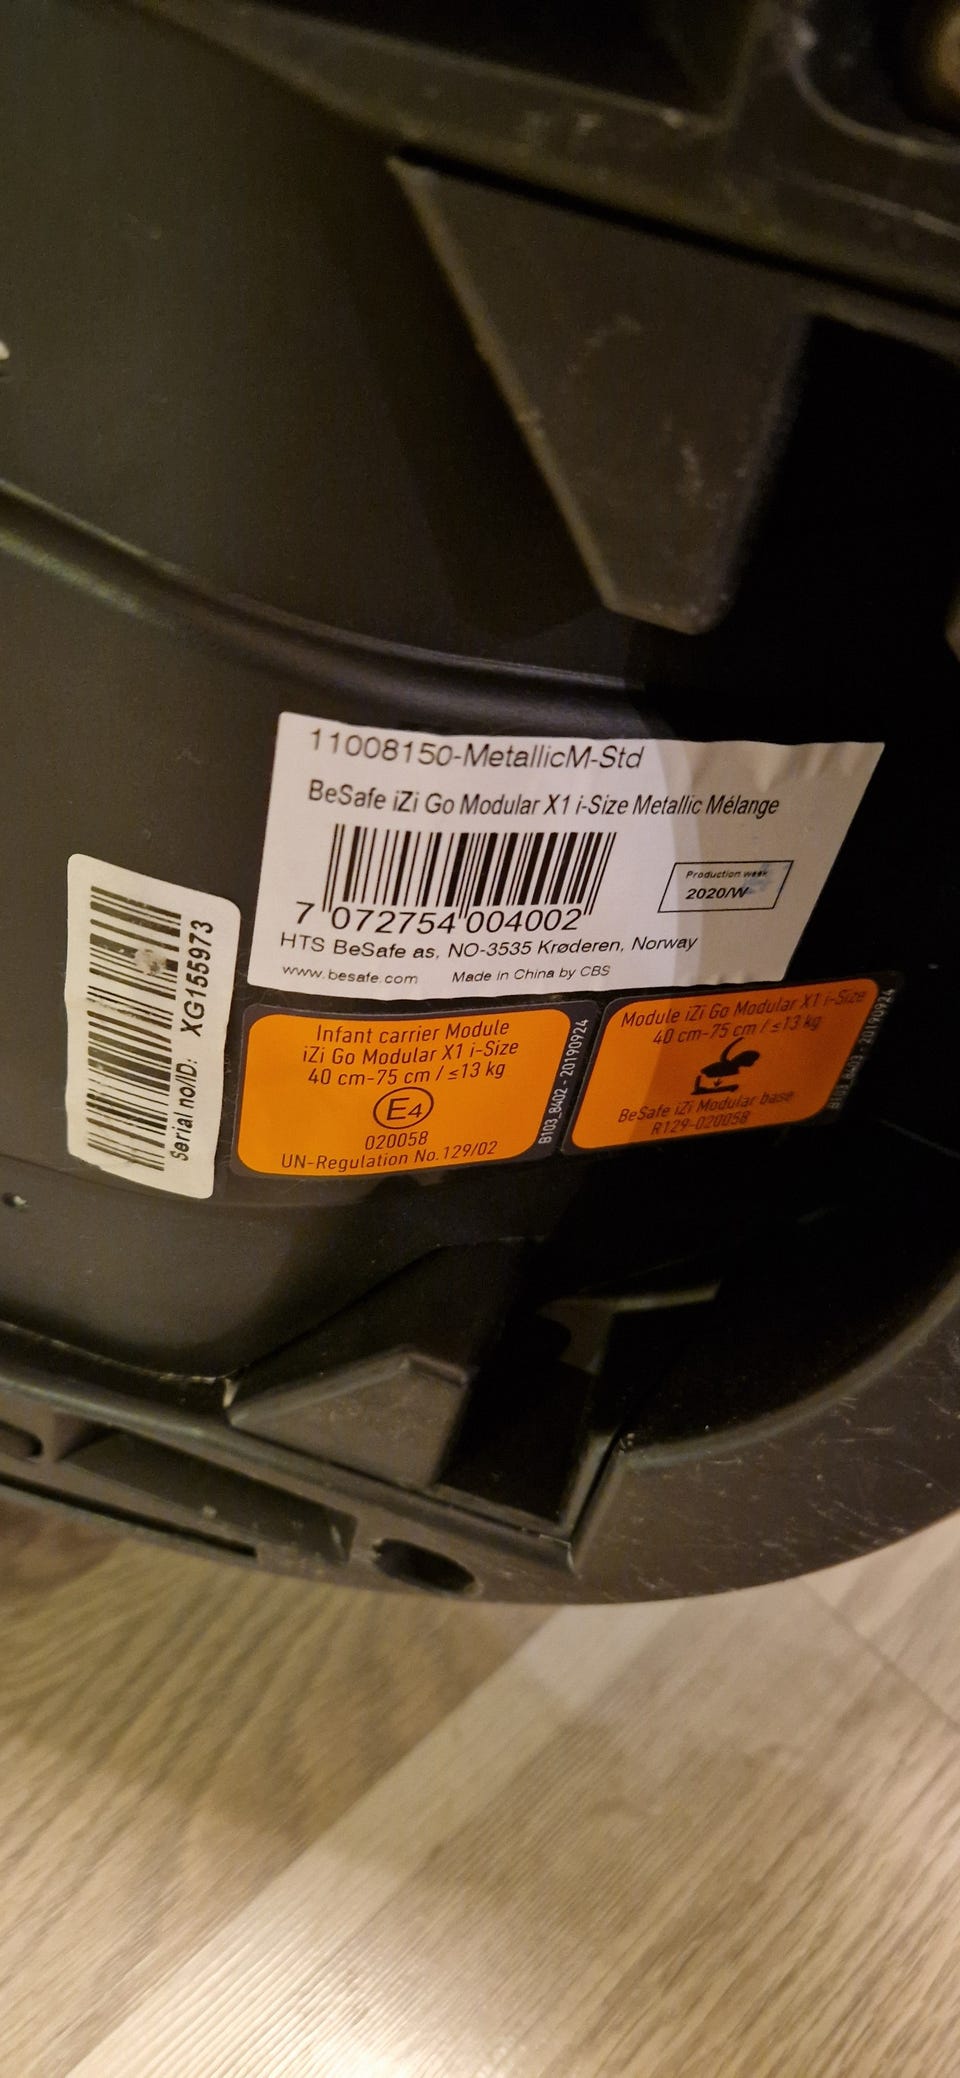 11008150-MetallicM-Std
BeSafe iZi Go Modular X1 i-Size Metallic Mélange
Production week
2020/W
7 072754 004002
HTS BeSafe as, NO-3535 Krøderen, Norway
www.besafe.com Made in China by CBS
Serial no/ID: XG155973
Infant carrier Module
iZi Go Modular X1 i-Size
40 cm-75 cm / ≤13 kg
E4
020058
UN-Regulation No.129/02
B103_8402 - 20190924
Module iZi Go Modular X1 i-Size
40 cm-75 cm / ≤13 kg
BeSafe iZi Modular base
R129-020058
B103_8403 - 20190924